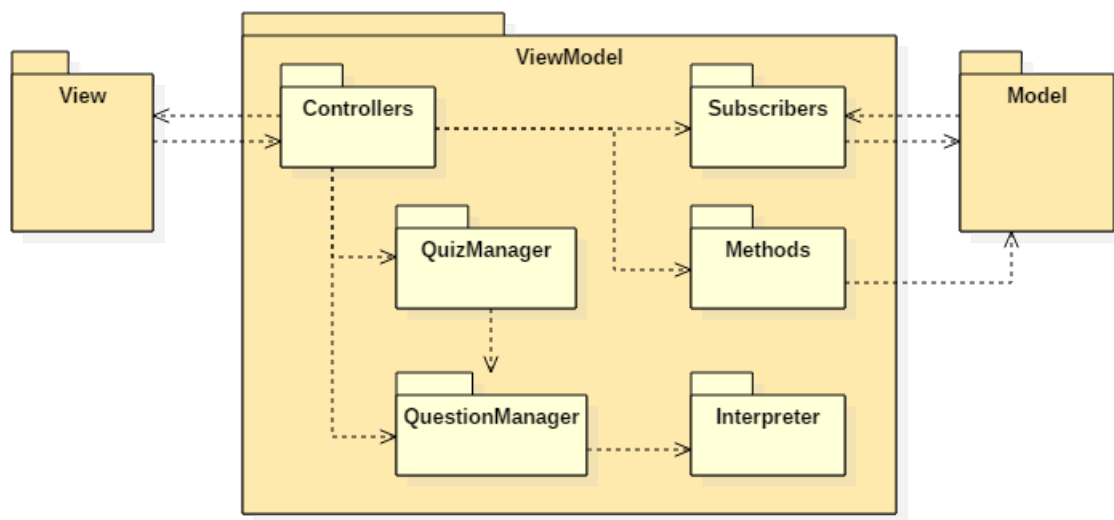 ViewModel
View
Controllers
Subscribers
Model
QuizManager
Methods
QuestionManager
Interpreter